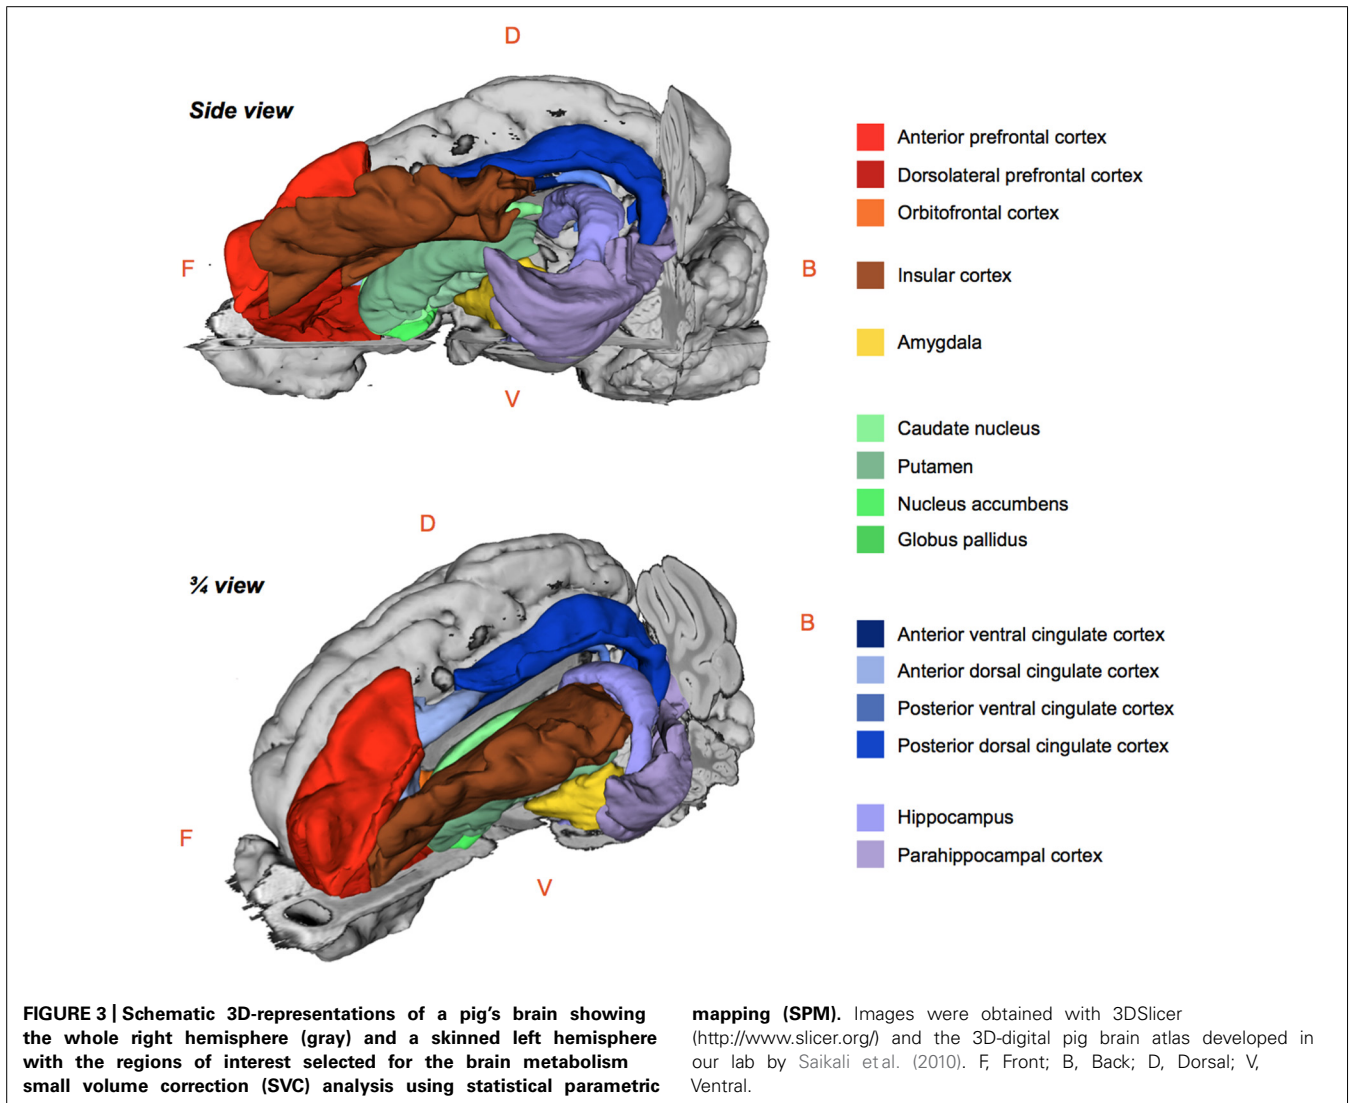 D
Side view
F
B
V
Anterior prefrontal cortex
Dorsolateral prefrontal cortex
Orbitofrontal cortex
Insular cortex
Amygdala
Caudate nucleus
Putamen
Nucleus accumbens
Globus pallidus
D
¾ view
B
F
V
Anterior ventral cingulate cortex
Anterior dorsal cingulate cortex
Posterior ventral cingulate cortex
Posterior dorsal cingulate cortex
Hippocampus
Parahippocampal cortex
FIGURE 3 | Schematic 3D-representations of a pig's brain showing
the whole right hemisphere (gray) and a skinned left hemisphere
with the regions of interest selected for the brain metabolism
small volume correction (SVC) analysis using statistical parametric
mapping (SPM). Images were obtained with 3DSlicer
(http://www.slicer.org/) and the 3D-digital pig brain atlas developed in
our lab by Saikali et al. (2010). F, Front; B, Back; D, Dorsal; V,
Ventral.